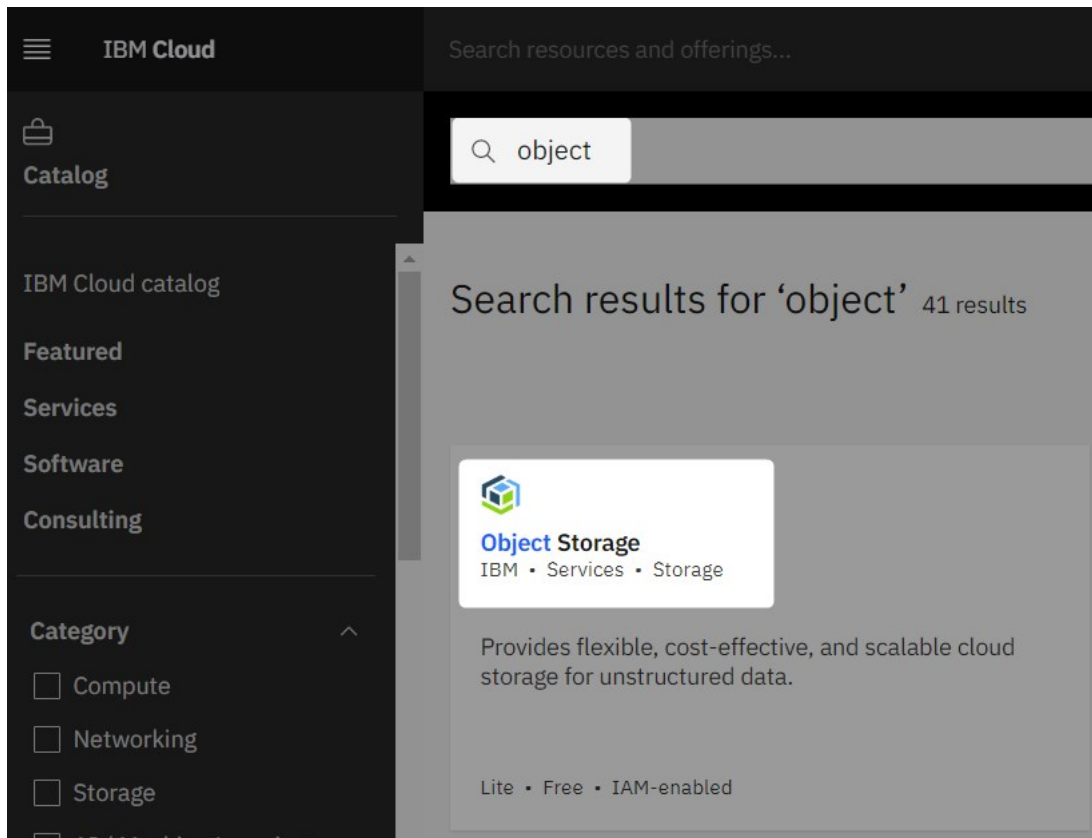 IBM Cloud
Search resources and offerings...
Catalog
object
IBM Cloud catalog
Featured
Services
Software
Consulting
Category
Compute
Networking
Storage
Search results for ‘object’ 41 results
Object Storage
IBM • Services • Storage
Provides flexible, cost-effective, and scalable cloud
storage for unstructured data.
Lite • Free • IAM-enabled